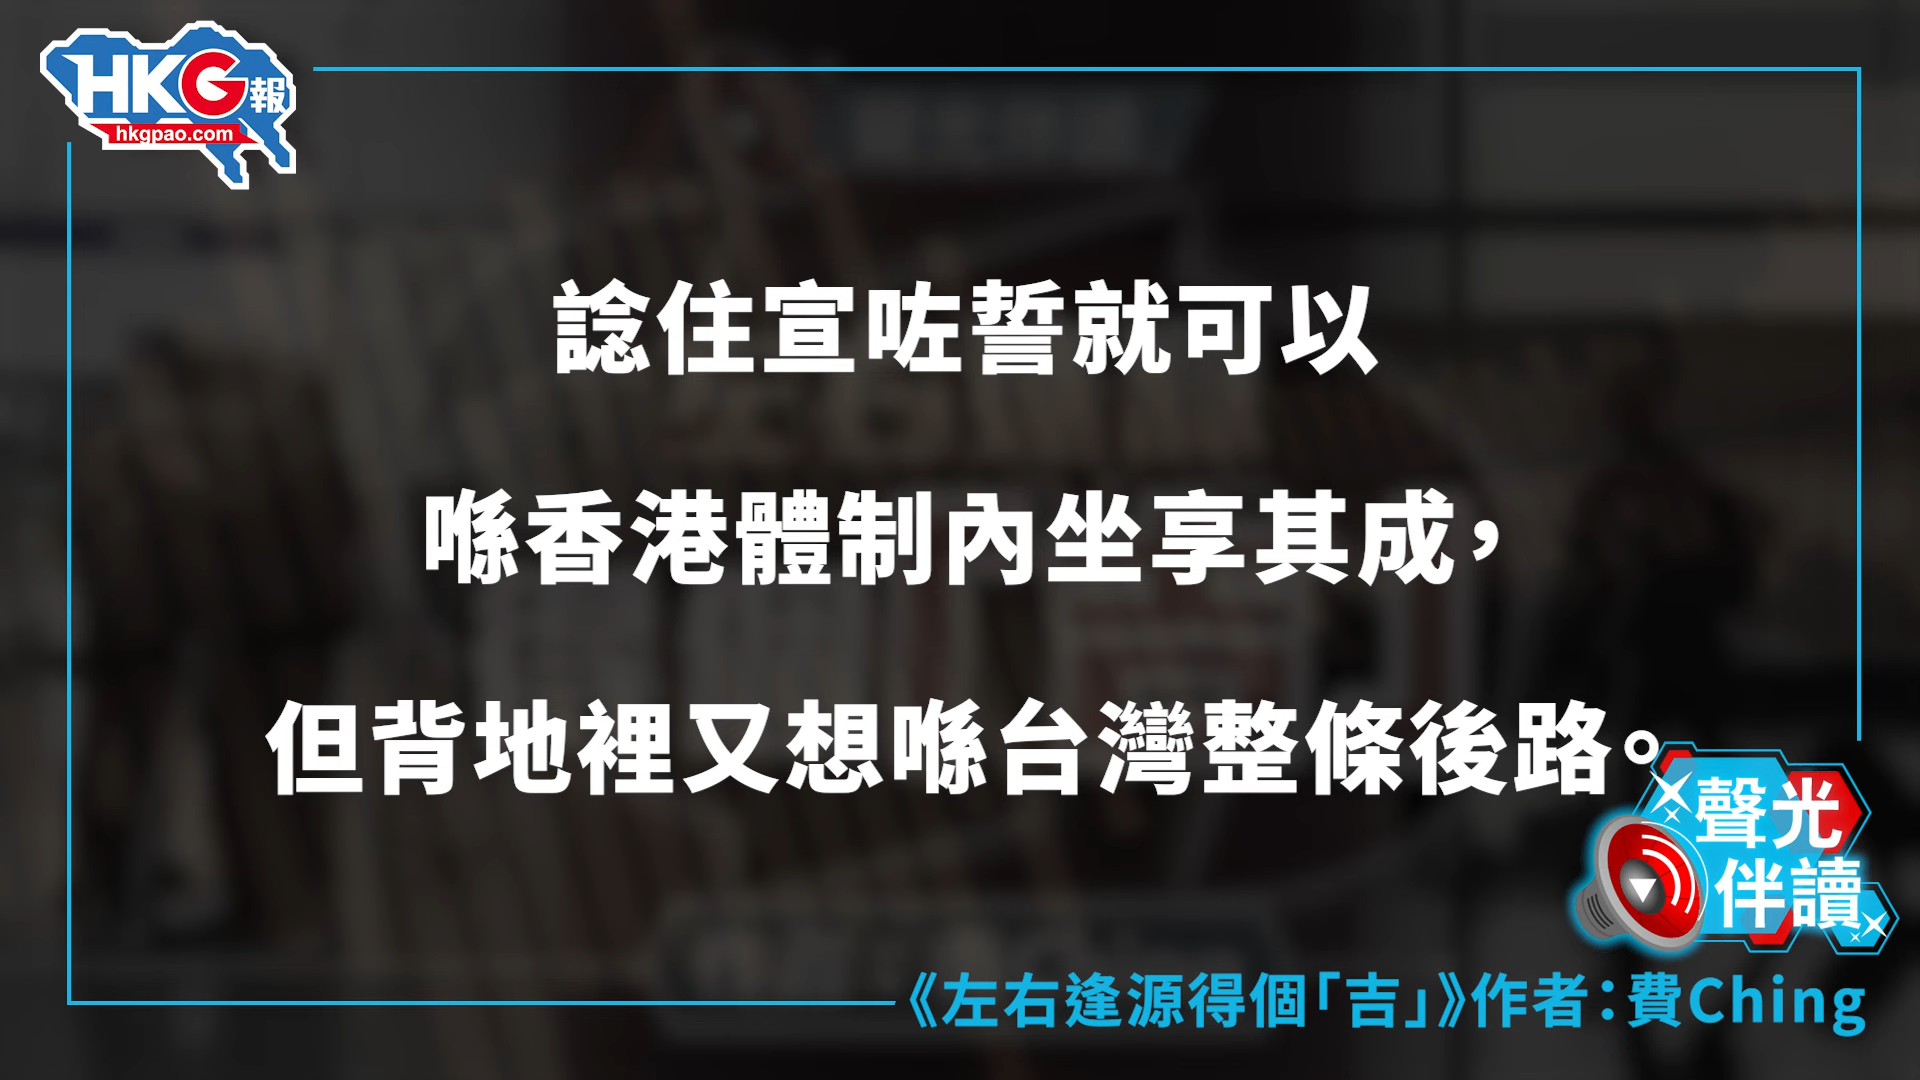 HKG報
hkgpao.com
諗住宣咗誓就可以
喺香港體制內坐享其成，
但背地裡又想喺台灣整條後路。
聲光
伴讀
《左右逢源得個「吉」》作者：費Ching